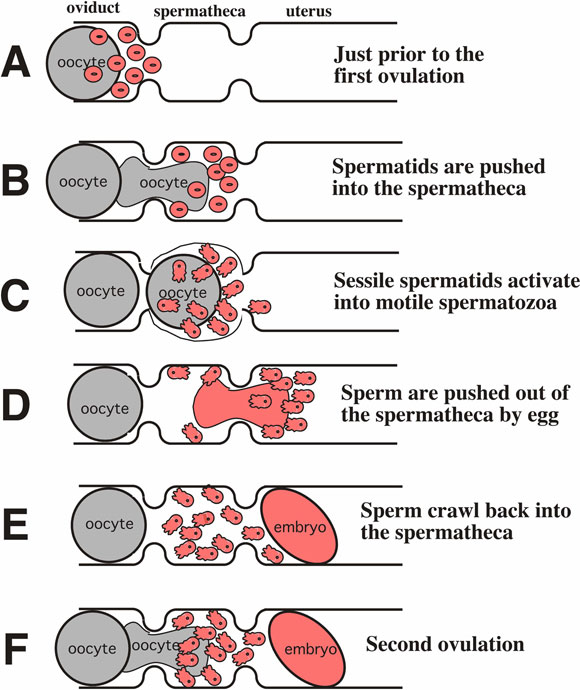 oviduct spermatheca uterus
A
oocyte
Just prior to the
first ovulation
B
oocyte oocyte
Spermatids are pushed
into the spermatheca
C
oocyte oocyte
Sessile spermatids activate
into motile spermatozoa
D
oocyte
Sperm are pushed out of
the spermatheca by egg
E
oocyte embryo
Sperm crawl back into
the spermatheca
F
oocyte oocyte embryo
Second ovulation